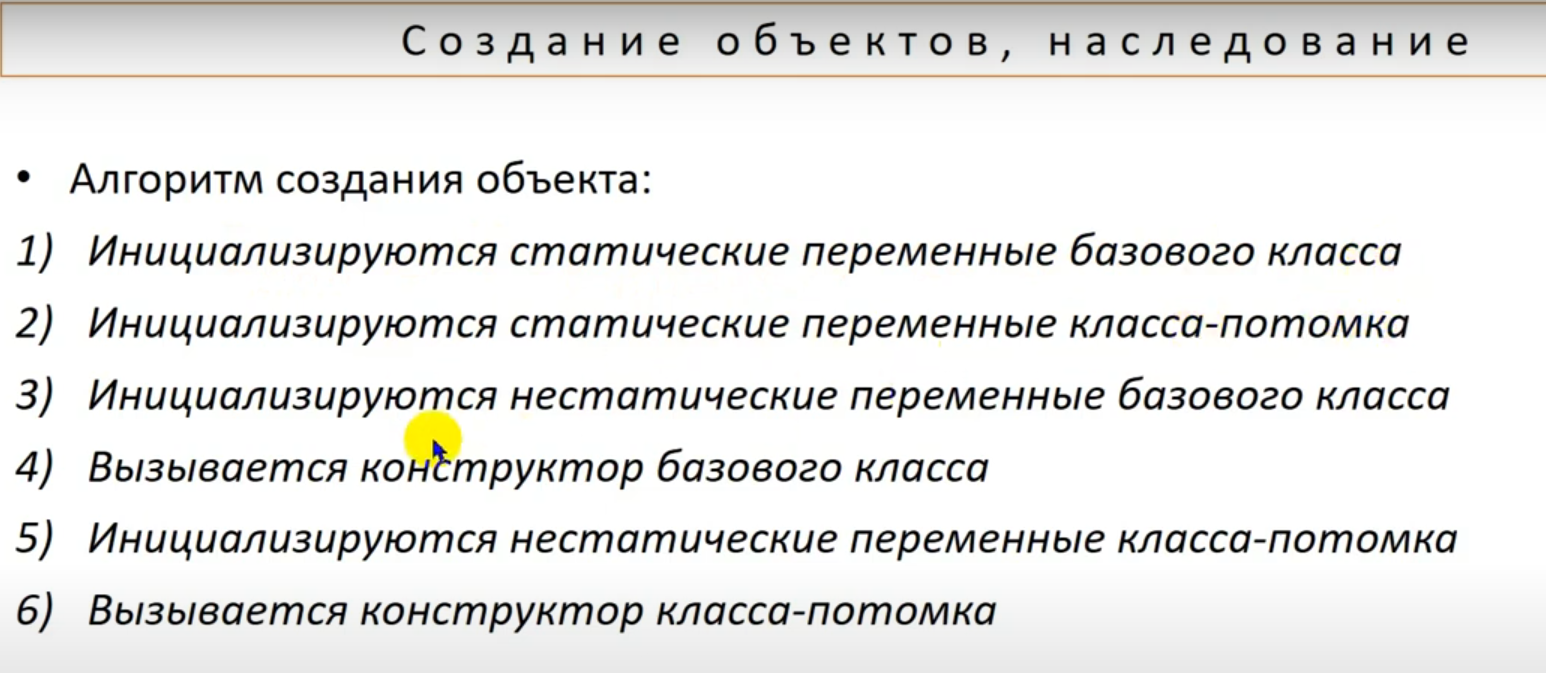 Создание объектов, наследование
• Алгоритм создания объекта:
1) Инициализируются статические переменные базового класса
2) Инициализируются статические переменные класса-потомка
3) Инициализируются нестатические переменные базового класса
4) Вызывается конструктор базового класса
5) Инициализируются нестатические переменные класса-потомка
6) Вызывается конструктор класса-потомка